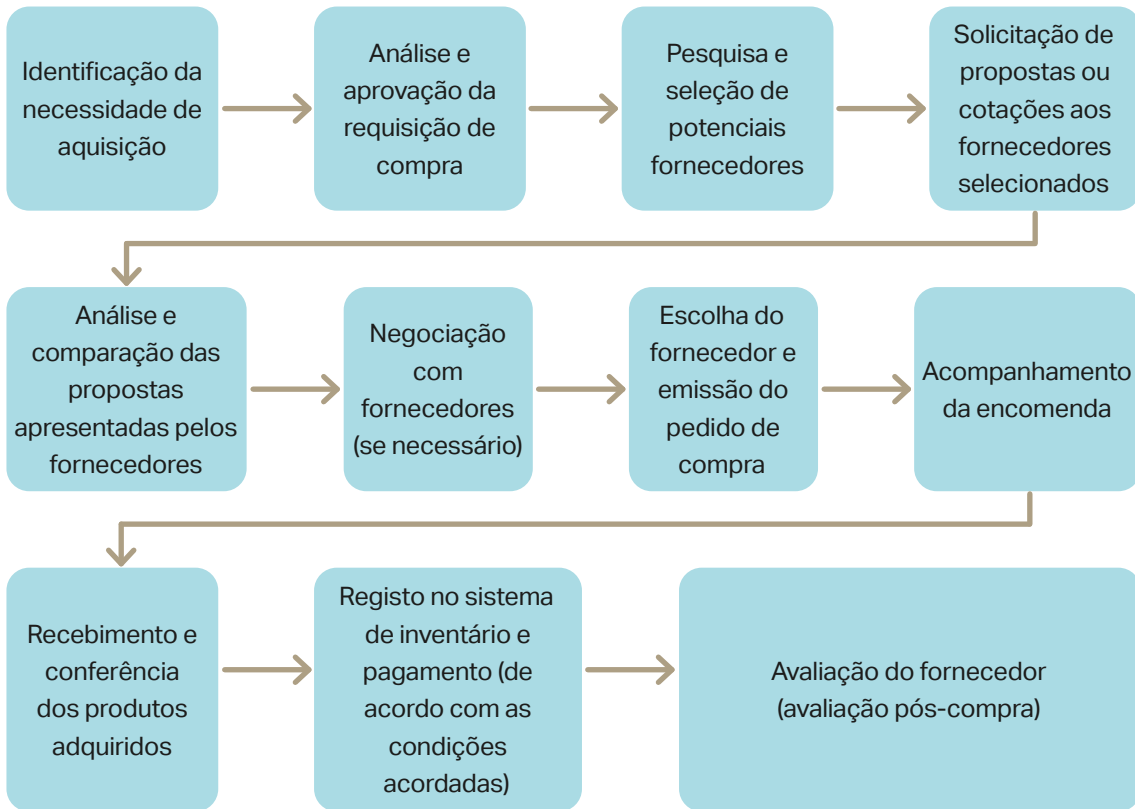 Identificação da
necessidade de
aquisição
Análise e
aprovação da
requisição de
compra
Pesquisa e
seleção de
potenciais
fornecedores
Solicitação de
propostas ou
cotações aos
fornecedores
selecionados
Análise e
comparação das
propostas
apresentadas pelos
fornecedores
Negociação
com
fornecedores
(se necessário)
Escolha do
fornecedor e
emissão do
pedido de
compra
Acompanhamento
da encomenda
Recebimento e
conferência
dos produtos
adquiridos
Registo no sistema
de inventário e
pagamento (de
acordo com as
condições
acordadas)
Avaliação do fornecedor
(avaliação pós-compra)